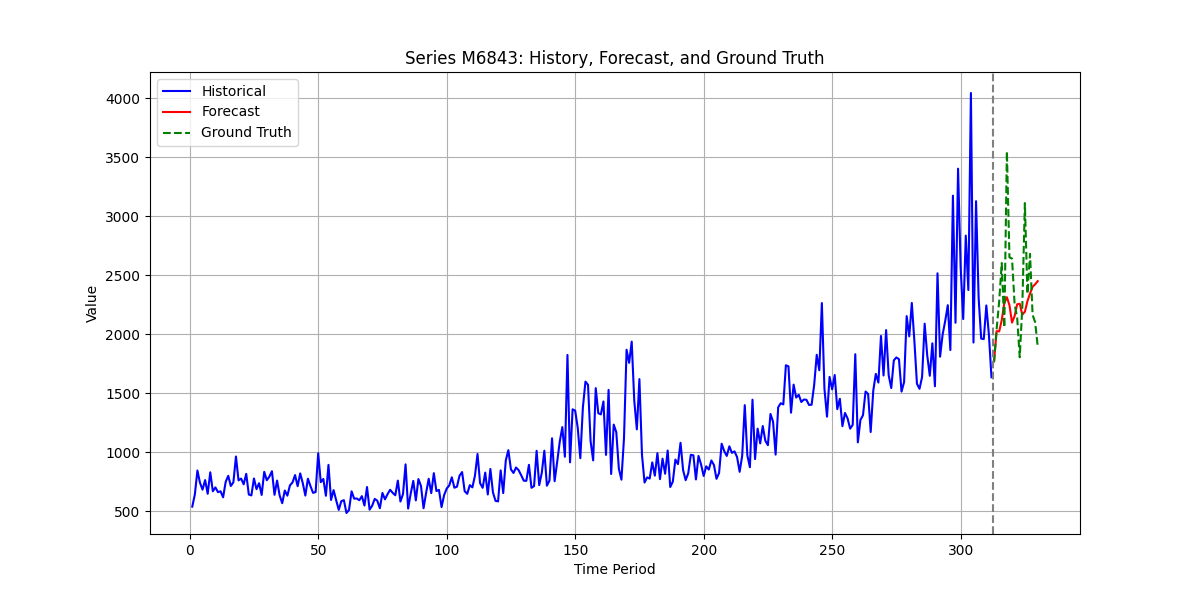 Series M6843: History, Forecast, and Ground Truth
Historical
Forecast
Ground Truth
4000
3500
3000
2500
2000
1500
1000
500
Value
0 50 100 150 200 250 300
Time Period